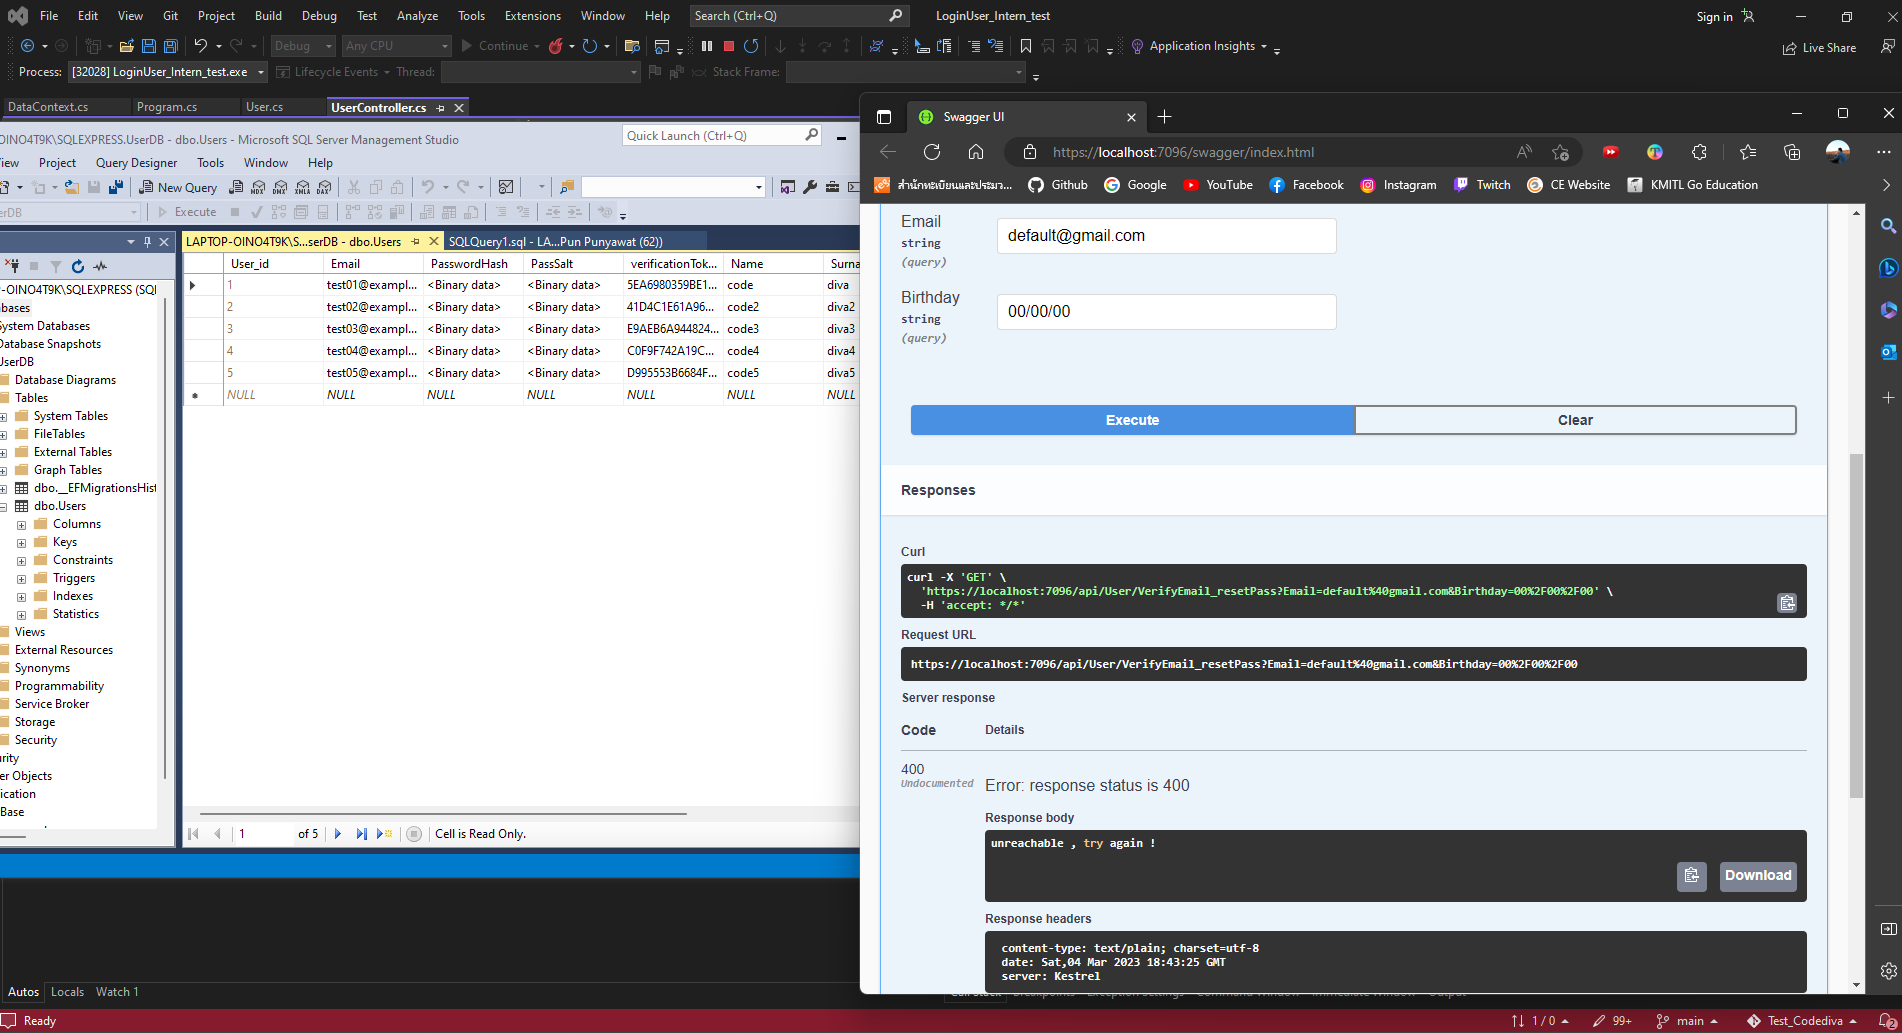 File Edit View Git Project Build Debug Test Analyze Tools Extensions Window Help Search (Ctrl+Q) LoginUser_Intern_test Sign in
Debug Any CPU Continue Application Insights Live Share
Process: [32028] LoginUser_Intern_test.exe Lifecycle Events Thread: Stack Frame:
DataContext.cs Program.cs User.cs UserController.cs
OINO4T9K\SQLEXPRESS.UserDB - dbo.Users - Microsoft SQL Server Management Studio Quick Launch (Ctrl+Q)
iew Project Query Designer Tools Window Help
New Query MDX DMX XMLA DAX
erDB Execute
LAPTOP-OINO4T9K\S...serDB - dbo.Users SQLQuery1.sql - LA...Pun Punyawat (62))
User_id Email PasswordHash PassSalt verificationTok... Name Surna
1 test01@exampl... <Binary data> <Binary data> 5EA6980359BE1... code diva
2 test02@exampl... <Binary data> <Binary data> 41D4C1E61A96... code2 diva2
3 test03@exampl... <Binary data> <Binary data> E9AEB6A944824... code3 diva3
4 test04@exampl... <Binary data> <Binary data> C0F9F742A19C... code4 diva4
5 test05@exampl... <Binary data> <Binary data> D995553B6684F... code5 diva5
NULL NULL NULL NULL NULL NULL NULL
-OINO4T9K\SQLEXPRESS (SQL
bases
ystem Databases
Database Snapshots
UserDB
Database Diagrams
Tables
System Tables
FileTables
External Tables
Graph Tables
dbo.__EFMigrationsHist
dbo.Users
Columns
Keys
Constraints
Triggers
Indexes
Statistics
Views
External Resources
Synonyms
Programmability
Service Broker
Storage
Security
rity
er Objects
ication
Base
1 of 5 Cell is Read Only.
Autos Locals Watch 1
Swagger UI
https://localhost:7096/swagger/index.html
สำนักทะเบียนและประมว... Github Google YouTube Facebook Instagram Twitch CE Website KMITL Go Education
Email
string
(query)
default@gmail.com
Birthday
string
(query)
00/00/00
Execute Clear
Responses
Curl
curl -X 'GET' \
'https://localhost:7096/api/User/VerifyEmail_resetPass?Email=default%40gmail.com&Birthday=00%2F00%2F00' \
-H 'accept: */*'
Request URL
https://localhost:7096/api/User/VerifyEmail_resetPass?Email=default%40gmail.com&Birthday=00%2F00%2F00
Server response
Code Details
400
Undocumented
Error: response status is 400
Response body
unreachable , try again !
Download
Response headers
content-type: text/plain; charset=utf-8
date: Sat,04 Mar 2023 18:43:25 GMT
server: Kestrel
Ready 1 / 0 99+ main Test_Codediva 2